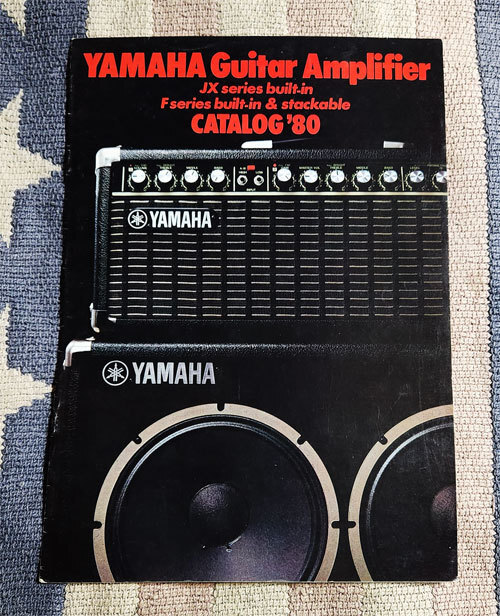 YAMAHA Guitar Amplifier
JX series built-in
F series built-in & stackable
CATALOG '80
YAMAHA
YAMAHA